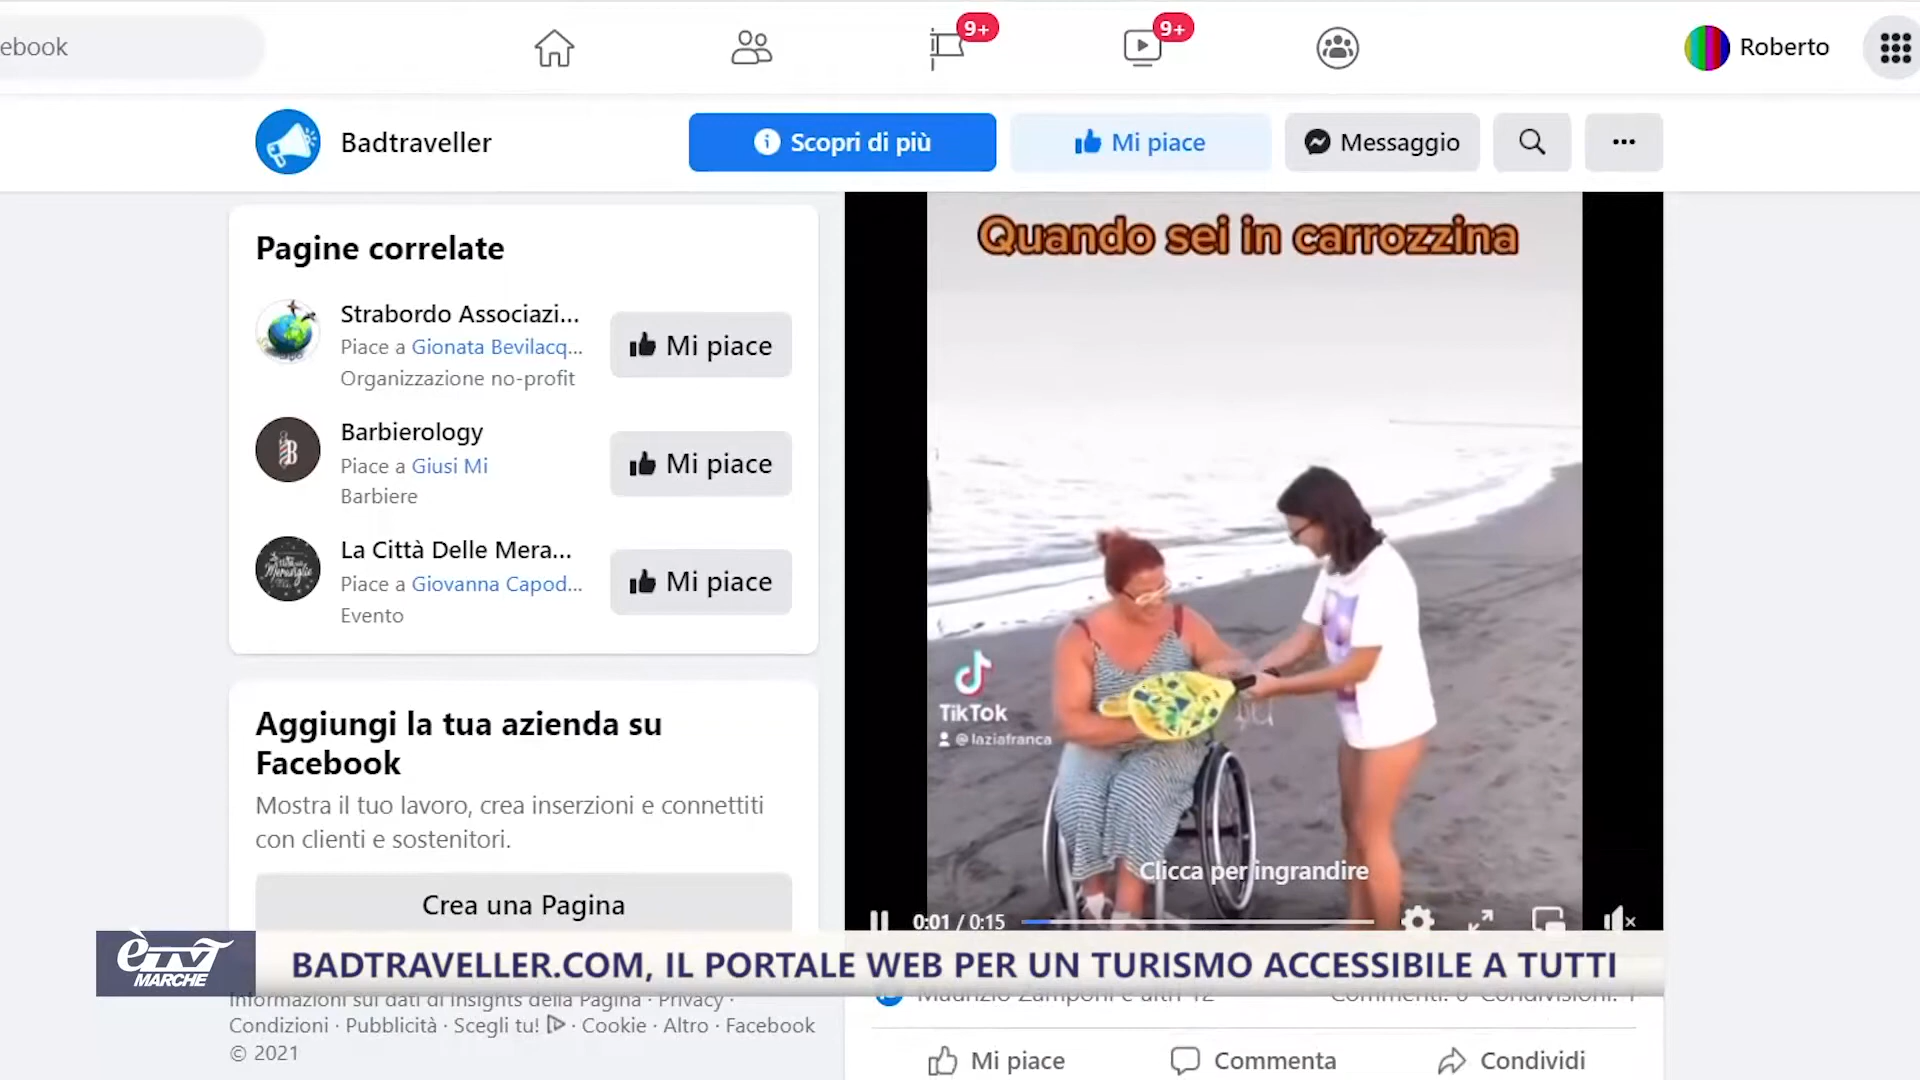 ebook
9+
9+
Roberto
Badtraveller
Scopri di più
Mi piace
Messaggio
Pagine correlate
Strabordo Associazi...
Piace a Gionata Bevilacq...
Organizzazione no-profit
Mi piace
Barbierology
Piace a Giusi Mi
Barbiere
Mi piace
La Città Delle Mera...
Piace a Giovanna Capod...
Evento
Mi piace
Aggiungi la tua azienda su
Facebook
Mostra il tuo lavoro, crea inserzioni e connettiti
con clienti e sostenitori.
Crea una Pagina
Quando sei in carrozzina
TikTok
@laziafranca
Clicca per ingrandire
0:01 / 0:15
èTV
MARCHE
BADTRAVELLER.COM, IL PORTALE WEB PER UN TURISMO ACCESSIBILE A TUTTI
Informazioni sui dati di Insights della Pagina · Privacy ·
Condizioni · Pubblicità · Scegli tu! · Cookie · Altro · Facebook
© 2021
Maurizio Zamponi e altri 12
Commenti: 6 Condivisioni: 1
Mi piace
Commenta
Condividi